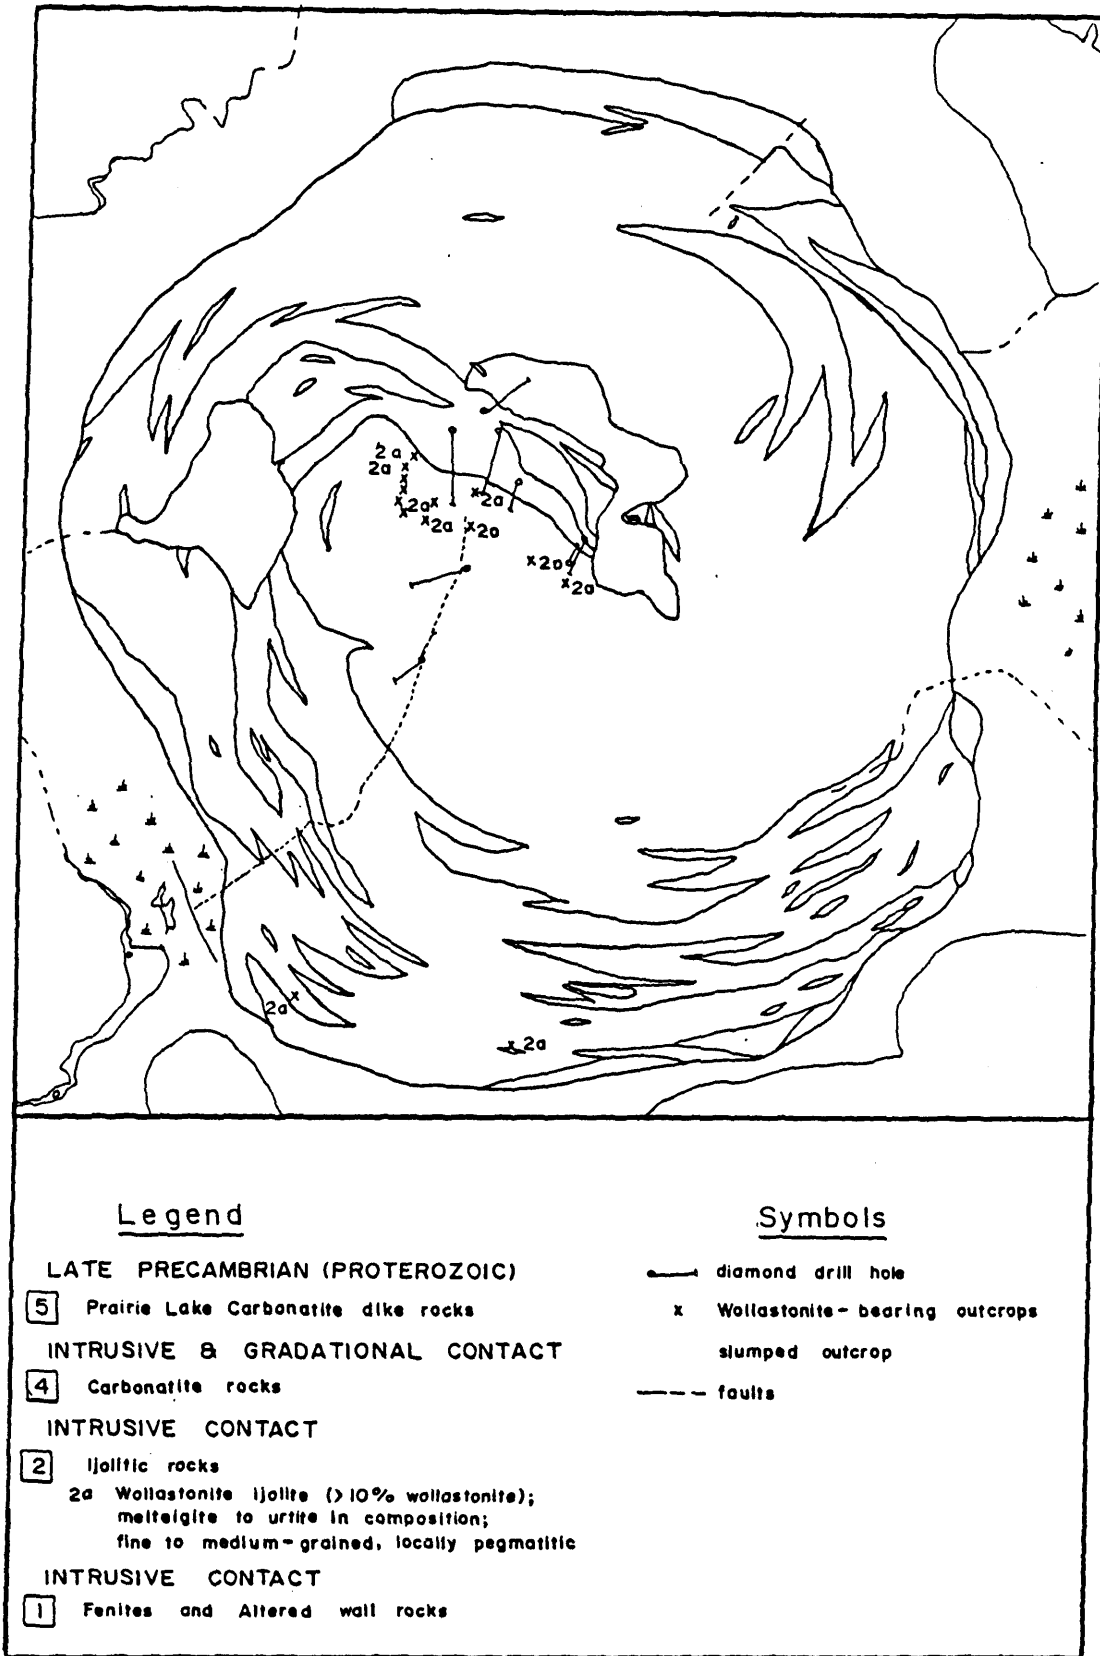 2a
2a
2a
2a
2a
2a
2a
2a
2a
2a
Legend
LATE PRECAMBRIAN (PROTEROZOIC)
5 Prairie Lake Carbonatite dike rocks
INTRUSIVE & GRADATIONAL CONTACT
4 Carbonatite rocks
INTRUSIVE CONTACT
2 Ijolitic rocks
2a Wollastonite Ijolite (>10% wollastonite);
melteigite to urtite in composition;
fine to medium-grained, locally pegmatitic
INTRUSIVE CONTACT
1 Fenites and Altered wall rocks
Symbols
diamond drill hole
x Wollastonite-bearing outcrops
slumped outcrop
faults